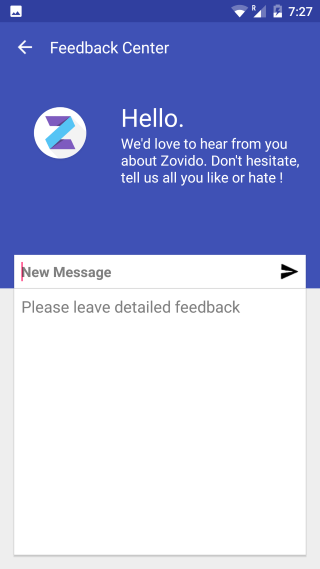 R
7:27
Feedback Center
Hello.
We'd love to hear from you
about Zovido. Don't hesitate,
tell us all you like or hate !
New Message
Please leave detailed feedback